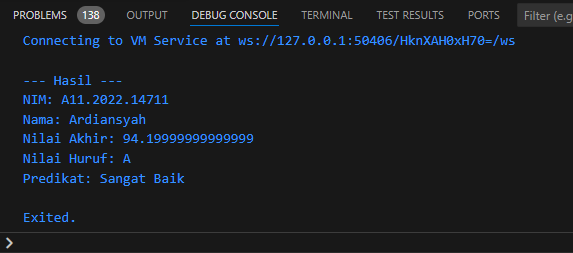 PROBLEMS 138 OUTPUT DEBUG CONSOLE TERMINAL TEST RESULTS PORTS Filter (e.g
Connecting to VM Service at ws://127.0.0.1:50406/HknXAH0xH70=/ws
--- Hasil ---
NIM: A11.2022.14711
Nama: Ardiansyah
Nilai Akhir: 94.19999999999999
Nilai Huruf: A
Predikat: Sangat Baik
Exited.